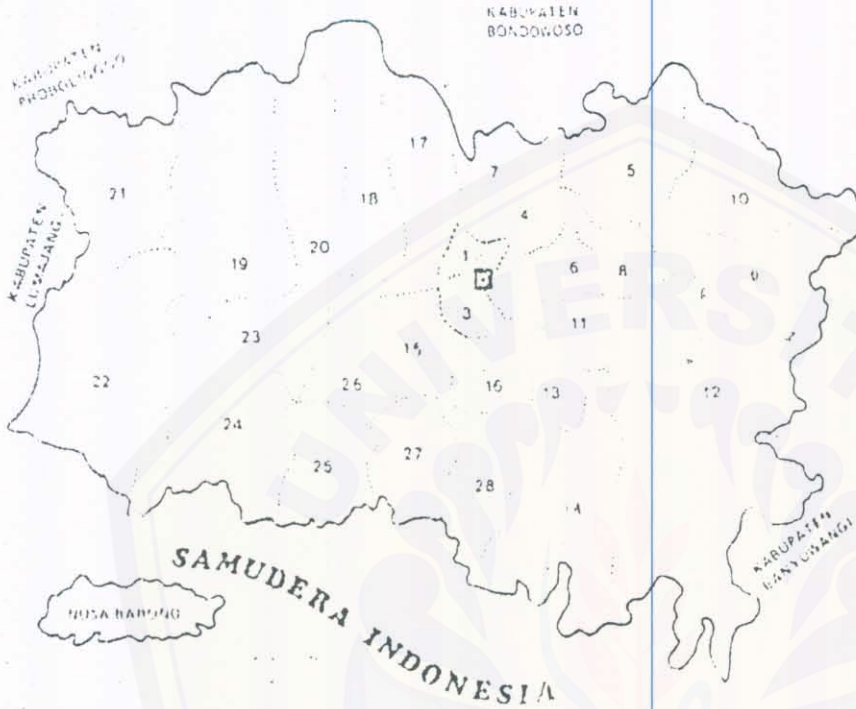 KABUPATEN
BONDOWOSO
KABUPATEN
PROBOLINGGO
17
7
5
21
18
10
4
KABUPATEN
LUMAJANG
20
1
19
6
8
9
3
23
11
15
22
26
16
13
12
24
27
25
28
14
KABUPATEN
BANYUWANGI
SAMUDERA INDONESIA
NUSA BARUNG
UNIVERSIT